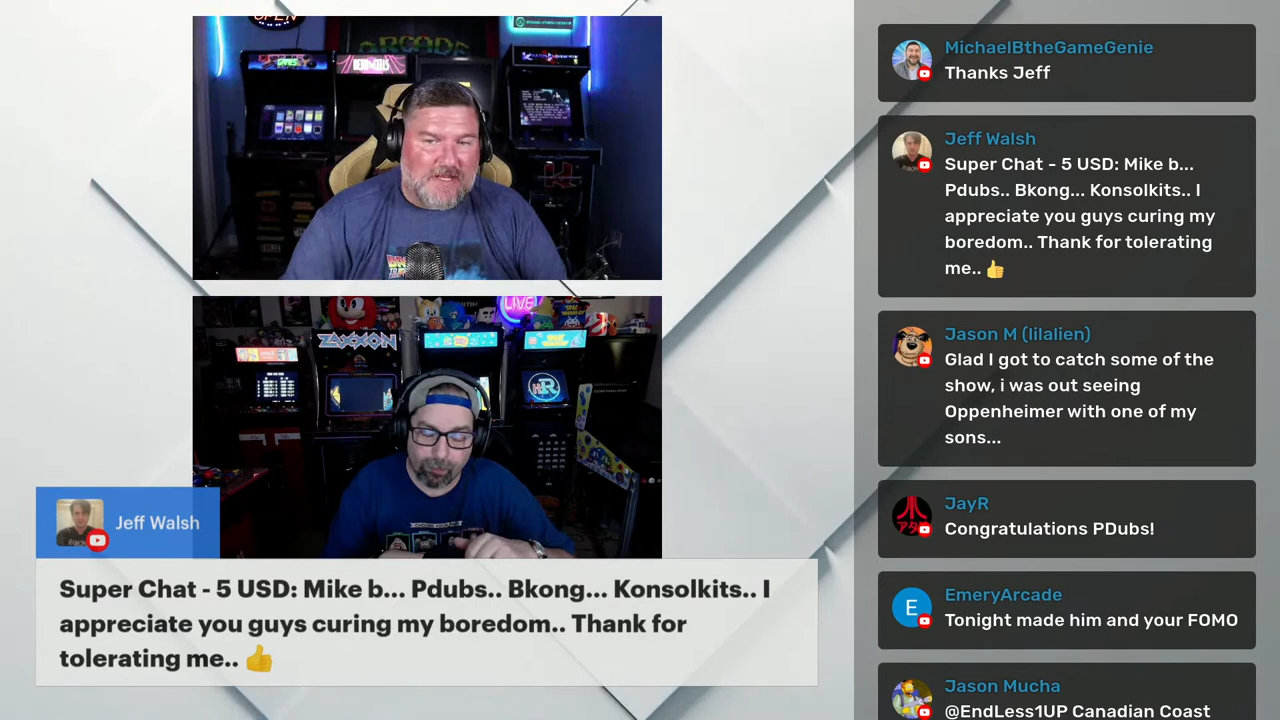 OPEN
ARCADE
GAMES
LIVE
ZAXXON
Jeff Walsh
Super Chat - 5 USD: Mike b... Pdubs.. Bkong... Konsolkits.. I
appreciate you guys curing my boredom.. Thank for
tolerating me.. 👍
MichaelBtheGameGenie
Thanks Jeff
Jeff Walsh
Super Chat - 5 USD: Mike b...
Pdubs.. Bkong... Konsolkits.. I
appreciate you guys curing my
boredom.. Thank for tolerating
me.. 👍
Jason M (lilalien)
Glad I got to catch some of the
show, i was out seeing
Oppenheimer with one of my
sons...
JayR
Congratulations PDubs!
E
EmeryArcade
Tonight made him and your FOMO
Jason Mucha
@EndLess1UP Canadian Coast